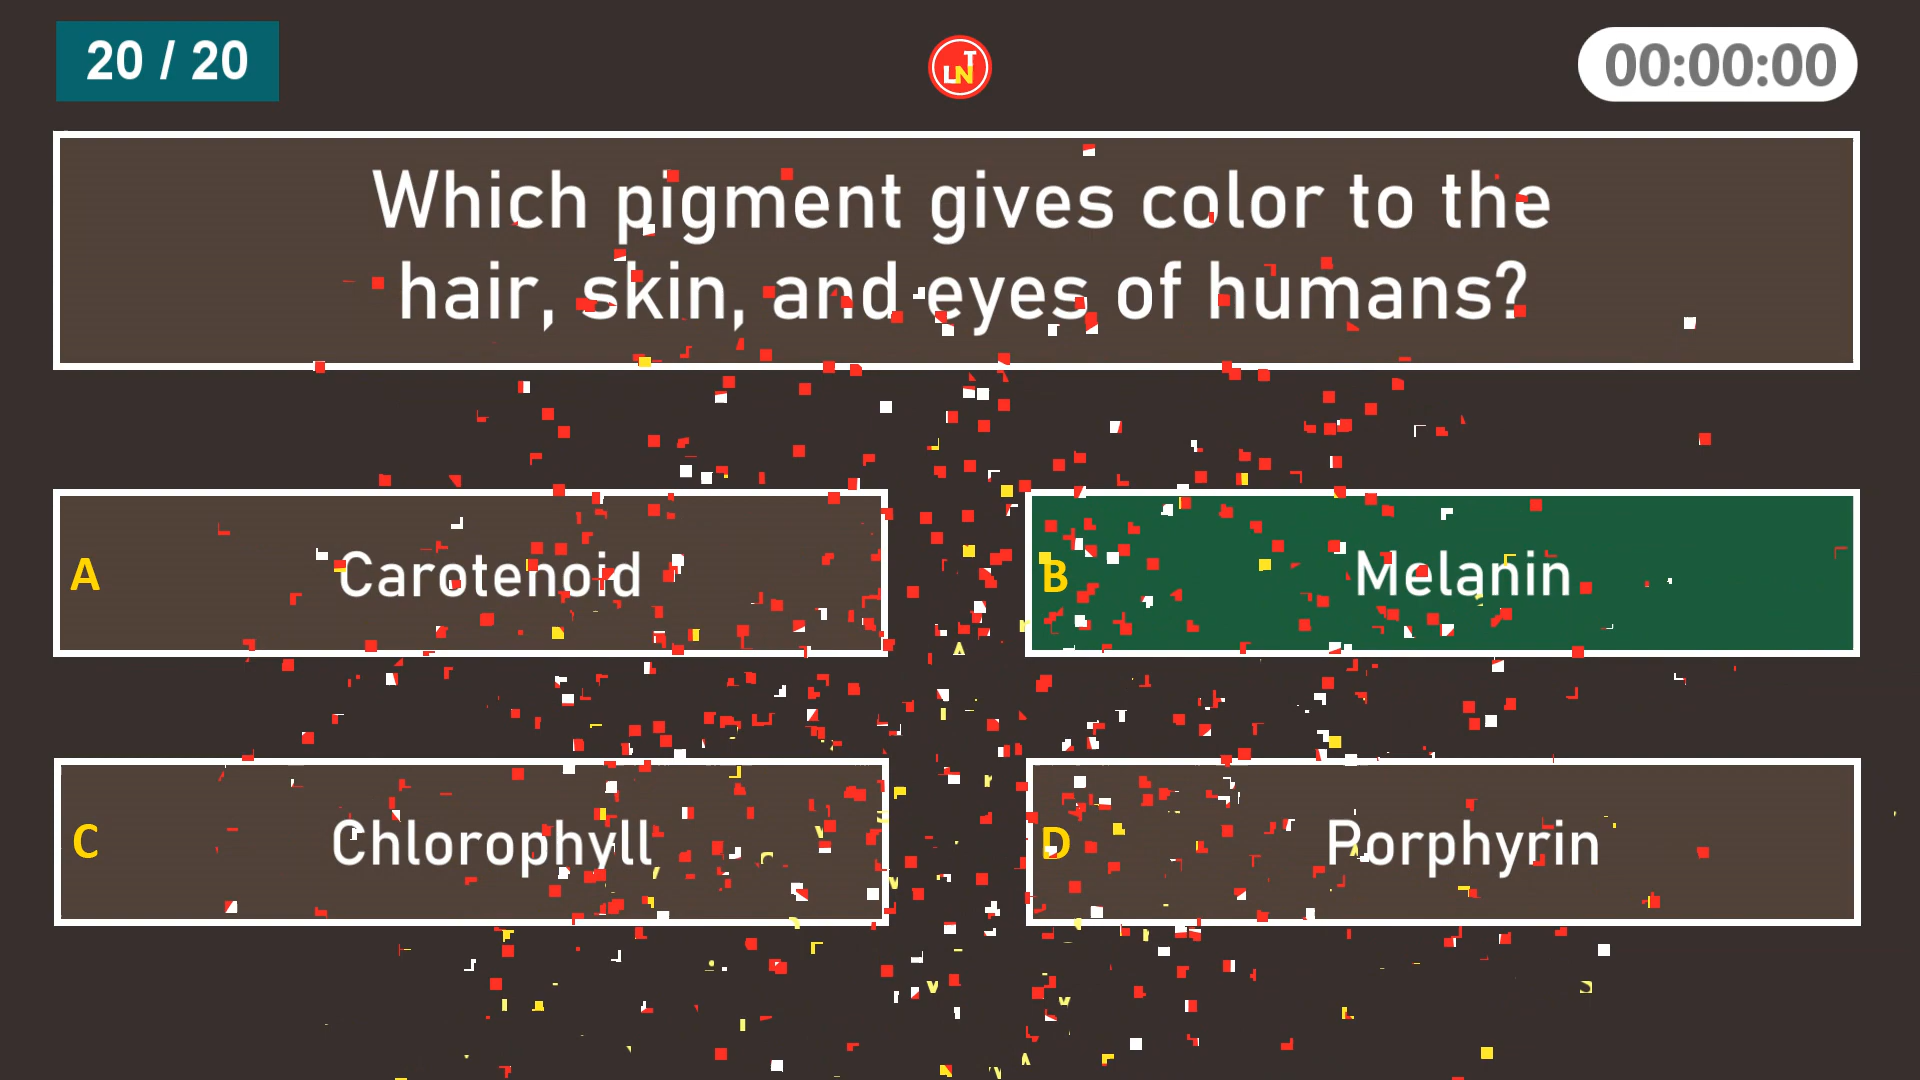 20 / 20
LNT
00:00:00
Which pigment gives color to the
hair, skin, and eyes of humans?
A Carotenoid
B Melanin
C Chlorophyll
D Porphyrin